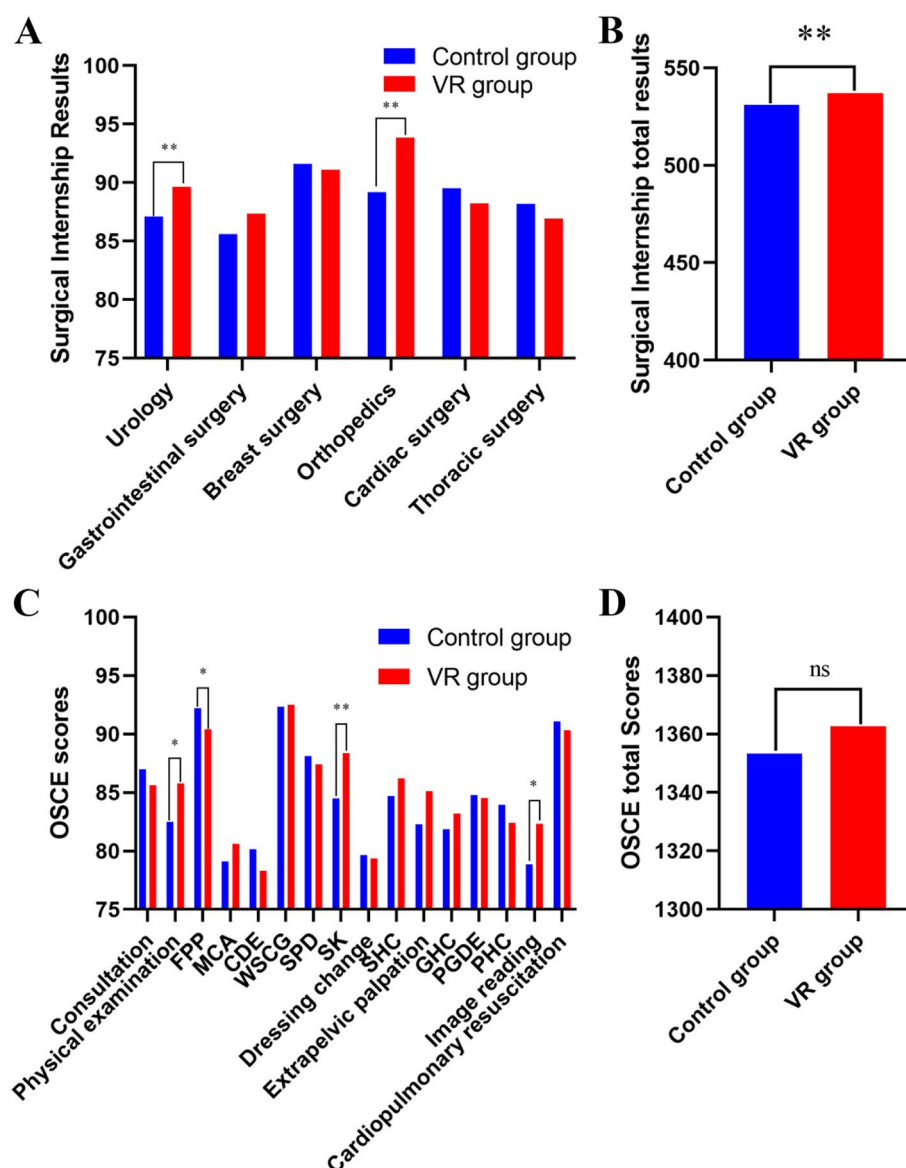 A
Surgical Internship Results
100
95
90
85
80
75
Control group
VR group
**
**
Urology
Gastrointestinal surgery
Breast surgery
Orthopedics
Cardiac surgery
Thoracic surgery
B
Surgical Internship total results
550
500
450
400
**
Control group
VR group
C
OSCE scores
100
95
90
85
80
75
Control group
VR group
*
*
**
*
Consultation
Physical examination
FPP
MCA
CDE
WSCG
SPD
SK
Dressing change
SHC
Extrapelvic palpation
GHC
PGDE
PHC
Image reading
Cardiopulmonary resuscitation
D
OSCE total Scores
1400
1380
1360
1340
1320
1300
ns
Control group
VR group